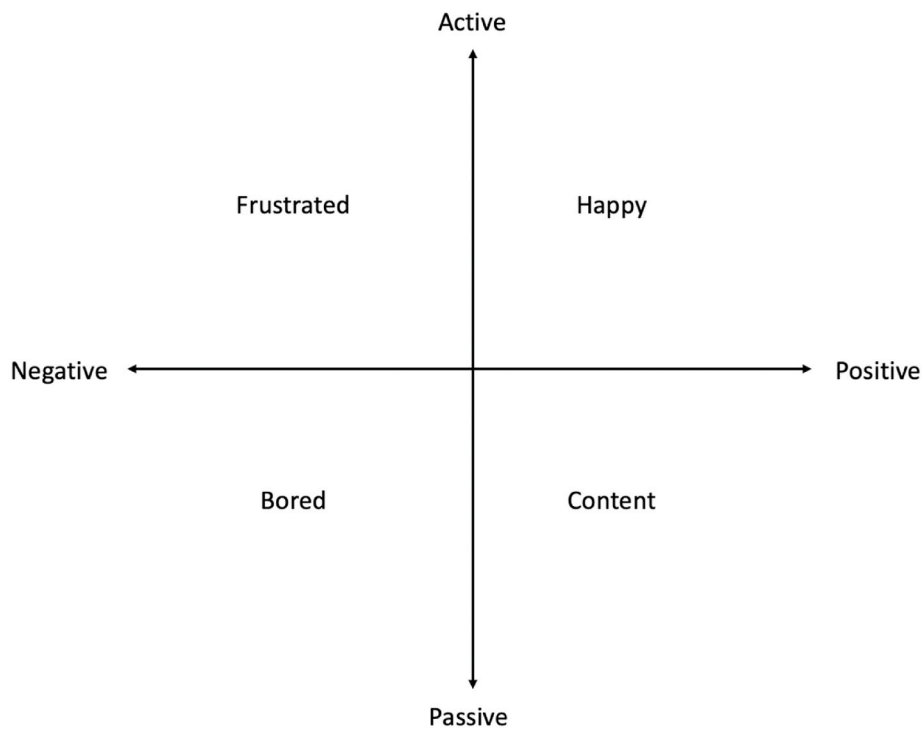 Active
Frustrated Happy
Negative Positive
Bored Content
Passive